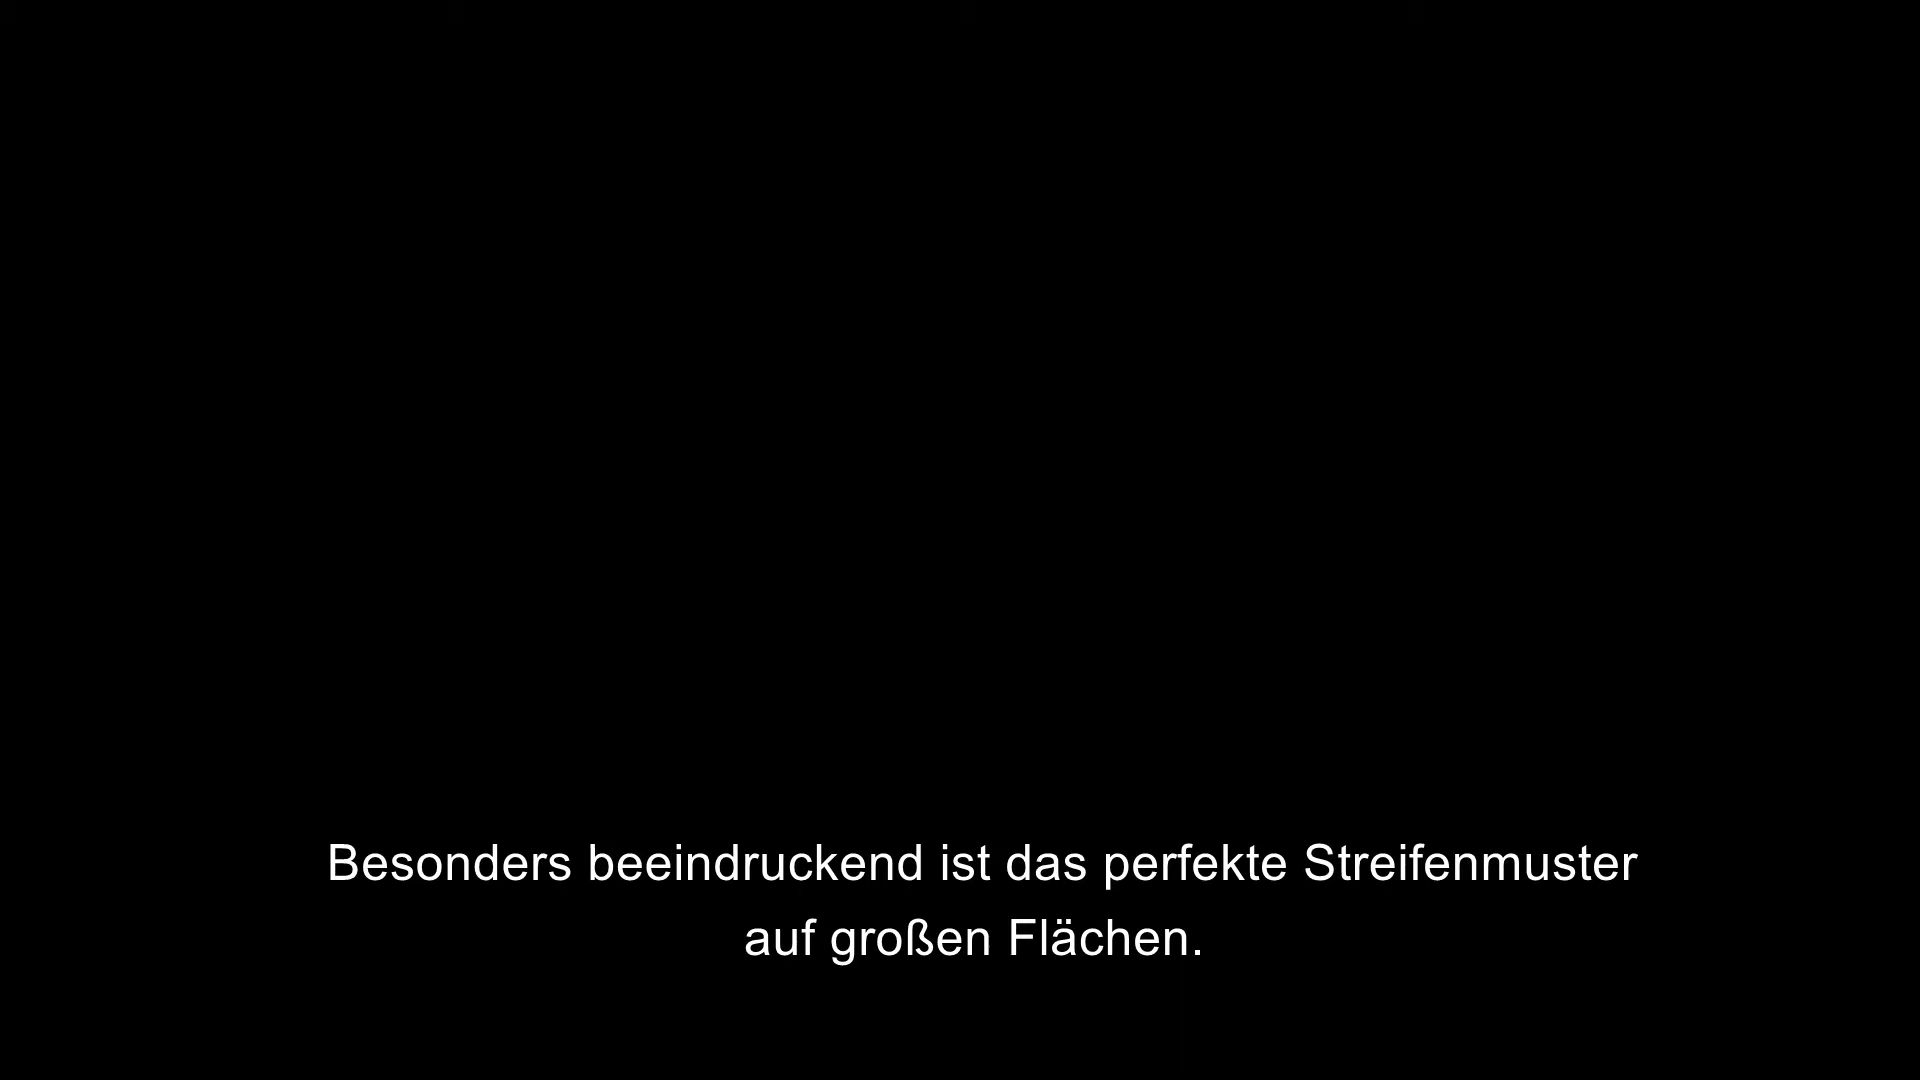 Besonders beeindruckend ist das perfekte Streifenmuster
auf großen Flächen.